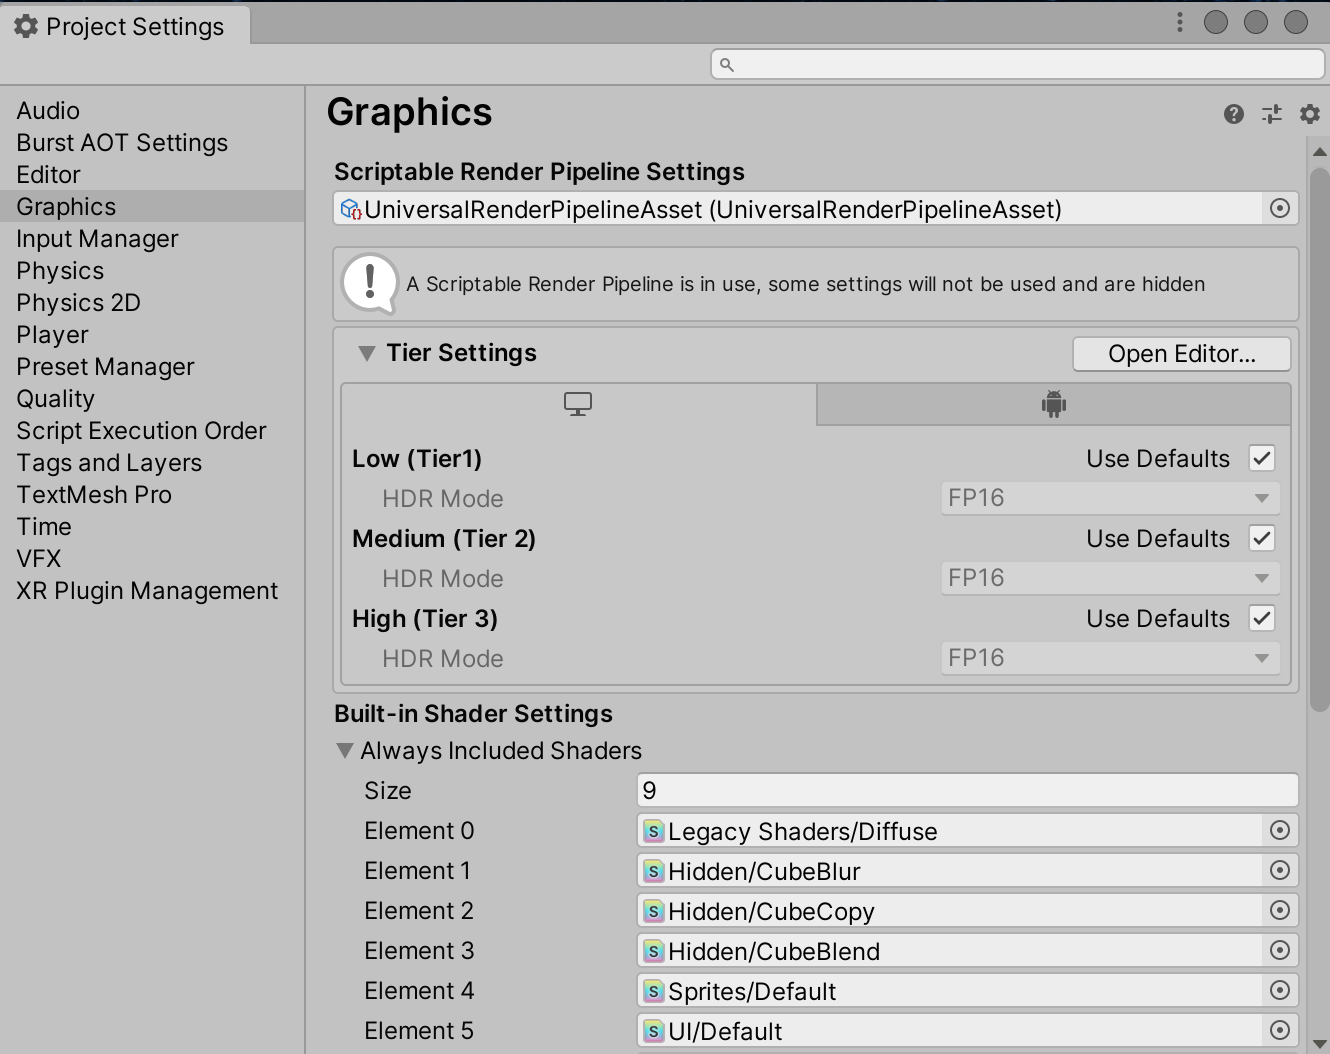 Project Settings
Audio
Burst AOT Settings
Editor
Graphics
Input Manager
Physics
Physics 2D
Player
Preset Manager
Quality
Script Execution Order
Tags and Layers
TextMesh Pro
Time
VFX
XR Plugin Management
Graphics
Scriptable Render Pipeline Settings
UniversalRenderPipelineAsset (UniversalRenderPipelineAsset)
A Scriptable Render Pipeline is in use, some settings will not be used and are hidden
Tier Settings Open Editor...
Low (Tier1) Use Defaults
HDR Mode FP16
Medium (Tier 2) Use Defaults
HDR Mode FP16
High (Tier 3) Use Defaults
HDR Mode FP16
Built-in Shader Settings
Always Included Shaders
Size 9
Element 0 Legacy Shaders/Diffuse
Element 1 Hidden/CubeBlur
Element 2 Hidden/CubeCopy
Element 3 Hidden/CubeBlend
Element 4 Sprites/Default
Element 5 UI/Default